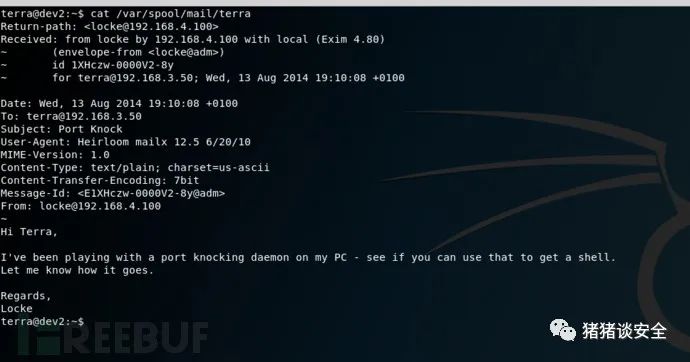 terra@dev2:~$ cat /var/spool/mail/terra
Return-path: <locke@192.168.4.100>
Received: from locke by 192.168.4.100 with local (Exim 4.80)
~       (envelope-from <locke@adm>)
~       id 1XHczw-0000V2-8y
~       for terra@192.168.3.50; Wed, 13 Aug 2014 19:10:08 +0100

Date: Wed, 13 Aug 2014 19:10:08 +0100
To: terra@192.168.3.50
Subject: Port Knock
User-Agent: Heirloom mailx 12.5 6/20/10
MIME-Version: 1.0
Content-Type: text/plain; charset=us-ascii
Content-Transfer-Encoding: 7bit
Message-Id: <E1XHczw-0000V2-8y@adm>
From: locke@192.168.4.100
~
Hi Terra,

I've been playing with a port knocking daemon on my PC - see if you can use that to get a shell.
Let me know how it goes.

Regards,
Locke
terra@dev2:~$
FREEBUF
猪猪谈安全